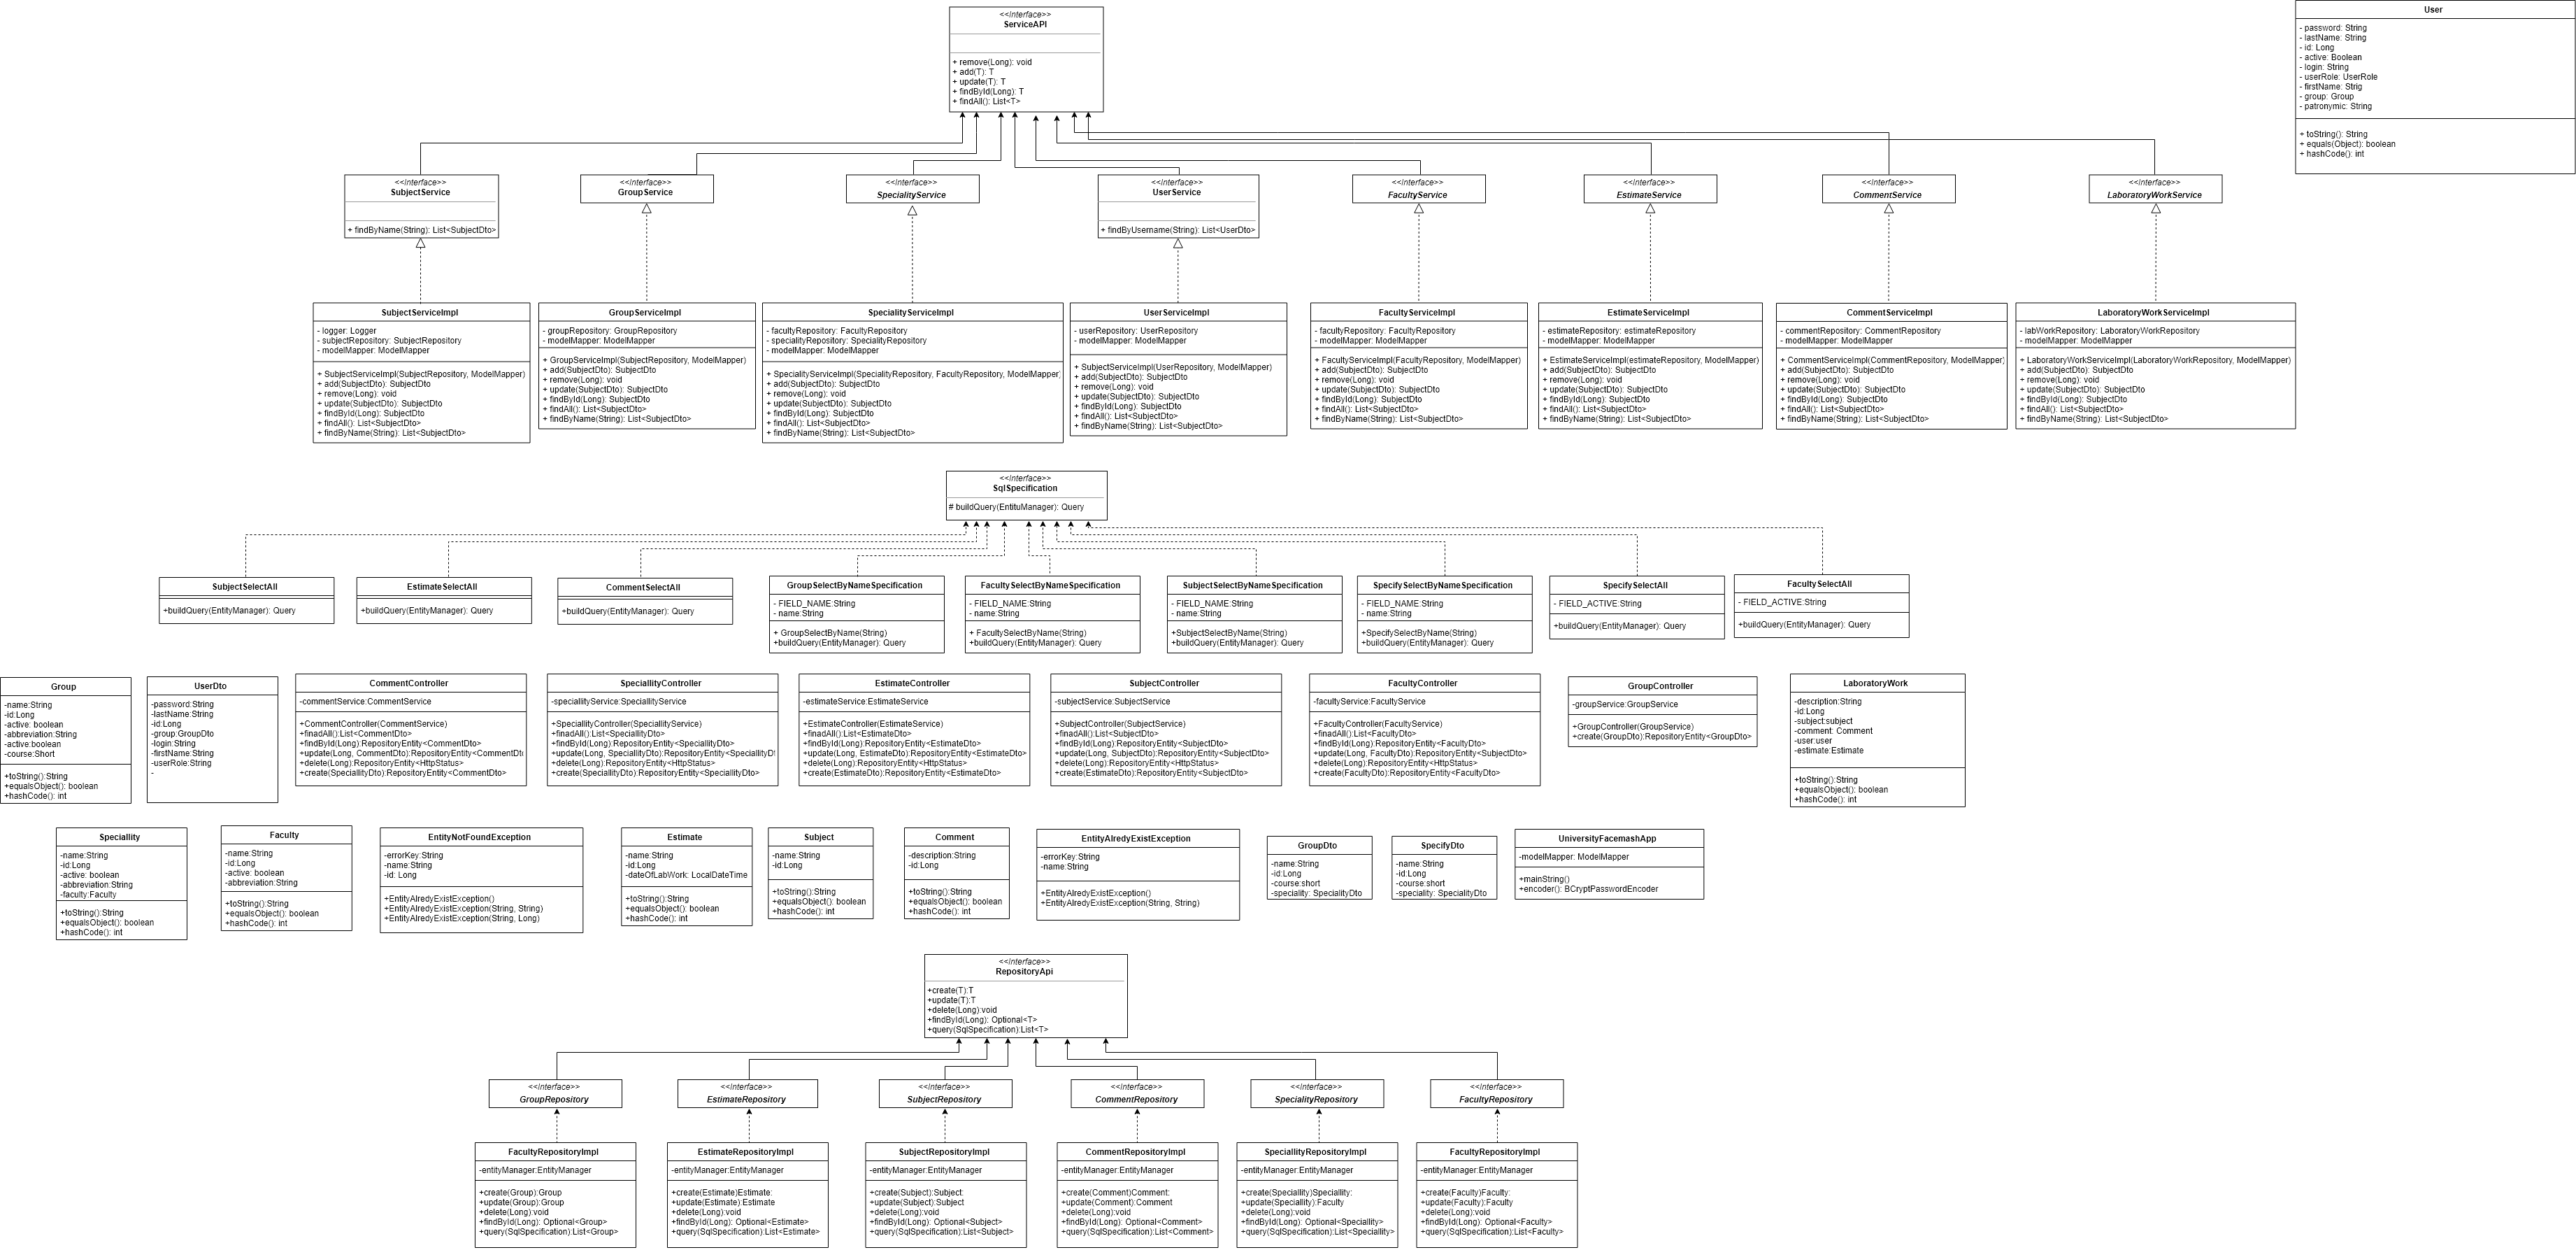 <<interface>>
ServiceAPI
+ remove(Long): void
+ add(T): T
+ update(T): T
+ findById(Long): T
+ findAll(): List<T>
User
- password: String
- lastName: String
- id: Long
- active: Boolean
- login: String
- userRole: UserRole
- firstName: Strig
- group: Group
- patronymic: String
+ toString(): String
+ equals(Object): boolean
+ hashCode(): int
<<interface>>
SubjectService
+ findByName(String): List<SubjectDto>
<<interface>>
GroupService
<<interface>>
SpecialityService
<<interface>>
UserService
+ findByUsername(String): List<UserDto>
<<interface>>
FacultyService
<<interface>>
EstimateService
<<interface>>
CommentService
<<interface>>
LaboratoryWorkService
SubjectServiceImpl
- logger: Logger
- subjectRepository: SubjectRepository
- modelMapper: ModelMapper
+ SubjectServiceImpl(SubjectRepository, ModelMapper)
+ add(SubjectDto): SubjectDto
+ remove(Long): void
+ update(SubjectDto): SubjectDto
+ findById(Long): SubjectDto
+ findAll(): List<SubjectDto>
+ findByName(String): List<SubjectDto>
GroupServiceImpl
- groupRepository: GroupRepository
- modelMapper: ModelMapper
+ GroupServiceImpl(SubjectRepository, ModelMapper)
+ add(SubjectDto): SubjectDto
+ remove(Long): void
+ update(SubjectDto): SubjectDto
+ findById(Long): SubjectDto
+ findAll(): List<SubjectDto>
+ findByName(String): List<SubjectDto>
SpecialityServiceImpl
- facultyRepository: FacultyRepository
- specialityRepository: SpecialityRepository
- modelMapper: ModelMapper
+ SpecialityServiceImpl(SpecialityRepository, FacultyRepository, ModelMapper)
+ add(SubjectDto): SubjectDto
+ remove(Long): void
+ update(SubjectDto): SubjectDto
+ findById(Long): SubjectDto
+ findAll(): List<SubjectDto>
+ findByName(String): List<SubjectDto>
UserServiceImpl
- userRepository: UserRepository
- modelMapper: ModelMapper
+ SubjectServiceImpl(UserRepository, ModelMapper)
+ add(SubjectDto): SubjectDto
+ remove(Long): void
+ update(SubjectDto): SubjectDto
+ findById(Long): SubjectDto
+ findAll(): List<SubjectDto>
+ findByName(String): List<SubjectDto>
FacultyServiceImpl
- facultyRepository: FacultyRepository
- modelMapper: ModelMapper
+ FacultyServiceImpl(FacultyRepository, ModelMapper)
+ add(SubjectDto): SubjectDto
+ remove(Long): void
+ update(SubjectDto): SubjectDto
+ findById(Long): SubjectDto
+ findAll(): List<SubjectDto>
+ findByName(String): List<SubjectDto>
EstimateServiceImpl
- estimateRepository: estimateRepository
- modelMapper: ModelMapper
+ EstimateServiceImpl(estimateRepository, ModelMapper)
+ add(SubjectDto): SubjectDto
+ remove(Long): void
+ update(SubjectDto): SubjectDto
+ findById(Long): SubjectDto
+ findAll(): List<SubjectDto>
+ findByName(String): List<SubjectDto>
CommentServiceImpl
- commentRepository: CommentRepository
- modelMapper: ModelMapper
+ CommentServiceImpl(CommentRepository, ModelMapper)
+ add(SubjectDto): SubjectDto
+ remove(Long): void
+ update(SubjectDto): SubjectDto
+ findById(Long): SubjectDto
+ findAll(): List<SubjectDto>
+ findByName(String): List<SubjectDto>
LaboratoryWorkServiceImpl
- labWorkRepository: LaboratoryWorkRepository
- modelMapper: ModelMapper
+ LaboratoryWorkServiceImpl(LaboratoryWorkRepository, ModelMapper)
+ add(SubjectDto): SubjectDto
+ remove(Long): void
+ update(SubjectDto): SubjectDto
+ findById(Long): SubjectDto
+ findAll(): List<SubjectDto>
+ findByName(String): List<SubjectDto>
<<interface>>
SqlSpecification
# buildQuery(EntituManager): Query
SubjectSelectAll
+buildQuery(EntityManager): Query
EstimateSelectAll
+buildQuery(EntityManager): Query
CommentSelectAll
+buildQuery(EntityManager): Query
GroupSelectByNameSpecification
- FIELD_NAME:String
- name:String
+ GroupSelectByName(String)
+buildQuery(EntityManager): Query
FacultySelectByNameSpecification
- FIELD_NAME:String
- name:String
+ FacultySelectByName(String)
+buildQuery(EntityManager): Query
SubjectSelectByNameSpecification
- FIELD_NAME:String
- name:String
+SubjectSelectByName(String)
+buildQuery(EntityManager): Query
SpecifySelectByNameSpecification
- FIELD_NAME:String
- name:String
+SpecifySelectByName(String)
+buildQuery(EntityManager): Query
SpecifySelectAll
- FIELD_ACTIVE:String
+buildQuery(EntityManager): Query
FacultySelectAll
- FIELD_ACTIVE:String
+buildQuery(EntityManager): Query
Group
-name:String
-id:Long
-active: boolean
-abbreviation:String
-active:boolean
-course:Short
+toString():String
+equalsObject(): boolean
+hashCode(): int
UserDto
-password:String
-lastName:String
-id:Long
-group:GroupDto
-login:String
-firstName:String
-userRole:String
-
CommentController
-commentService:CommentService
+CommentController(CommentService)
+finadAll():List<CommentDto>
+findById(Long):RepositoryEntity<CommentDto>
+update(Long, CommentDto):RepositoryEntity<CommentDto
+delete(Long):RepositoryEntity<HttpStatus>
+create(SpeciallityDto):RepositoryEntity<CommentDto>
SpeciallityController
-speciallityService:SpeciallityService
+SpeciallityController(SpeciallityService)
+finadAll():List<SpeciallityDto>
+findById(Long):RepositoryEntity<SpeciallityDto>
+update(Long, SpeciallityDto):RepositoryEntity<SpeciallityDt
+delete(Long):RepositoryEntity<HttpStatus>
+create(SpeciallityDto):RepositoryEntity<SpeciallityDto>
EstimateController
-estimateService:EstimateService
+EstimateController(EstimateService)
+finadAll():List<EstimateDto>
+findById(Long):RepositoryEntity<EstimateDto>
+update(Long, EstimateDto):RepositoryEntity<EstimateDto>
+delete(Long):RepositoryEntity<HttpStatus>
+create(EstimateDto):RepositoryEntity<EstimateDto>
SubjectController
-subjectService:SubjectService
+SubjectController(SubjectService)
+finadAll():List<SubjectDto>
+findById(Long):RepositoryEntity<SubjectDto>
+update(Long, SubjectDto):RepositoryEntity<SubjectDto>
+delete(Long):RepositoryEntity<HttpStatus>
+create(EstimateDto):RepositoryEntity<SubjectDto>
FacultyController
-facultyService:FacultyService
+FacultyController(FacultyService)
+finadAll():List<FacultyDto>
+findById(Long):RepositoryEntity<FacultyDto>
+update(Long, FacultyDto):RepositoryEntity<SubjectDto>
+delete(Long):RepositoryEntity<HttpStatus>
+create(FacultyDto):RepositoryEntity<FacultyDto>
GroupController
-groupService:GroupService
+GroupController(GroupService)
+create(GroupDto):RepositoryEntity<GroupDto>
LaboratoryWork
-description:String
-id:Long
-subject:subject
-comment: Comment
-user:user
-estimate:Estimate
+toString():String
+equalsObject(): boolean
+hashCode(): int
Speciallity
-name:String
-id:Long
-active: boolean
-abbreviation:String
-faculty:Faculty
+toString():String
+equalsObject(): boolean
+hashCode(): int
Faculty
-name:String
-id:Long
-active: boolean
-abbreviation:String
+toString():String
+equalsObject(): boolean
+hashCode(): int
EntityNotFoundException
-errorKey:String
-name:String
-id: Long
+EntityAlredyExistException()
+EntityAlredyExistException(String, String)
+EntityAlredyExistException(String, Long)
Estimate
-name:String
-id:Long
-dateOfLabWork: LocalDateTime
+toString():String
+equalsObject(): boolean
+hashCode(): int
Subject
-name:String
-id:Long
+toString():String
+equalsObject(): boolean
+hashCode(): int
Comment
-description:String
-id:Long
+toString():String
+equalsObject(): boolean
+hashCode(): int
EntityAlredyExistException
-errorKey:String
-name:String
+EntityAlredyExistException()
+EntityAlredyExistException(String, String)
GroupDto
-name:String
-id:Long
-course:short
-speciality: SpecialityDto
SpecifyDto
-name:String
-id:Long
-course:short
-speciality: SpecialityDto
UniversityFacemashApp
-modelMapper: ModelMapper
+mainString()
+encoder(): BCryptPasswordEncoder
<<interface>>
RepositoryApi
+create(T):T
+update(T):T
+delete(Long):void
+findById(Long): Optional<T>
+query(SqlSpecification):List<T>
<<interface>>
GroupRepository
<<interface>>
EstimateRepository
<<interface>>
SubjectRepository
<<interface>>
CommentRepository
<<interface>>
SpecialityRepository
<<interface>>
FacultyRepository
FacultyRepositoryImpl
-entityManager:EntityManager
+create(Group):Group
+update(Group):Group
+delete(Long):void
+findById(Long): Optional<Group>
+query(SqlSpecification):List<Group>
EstimateRepositoryImpl
-entityManager:EntityManager
+create(Estimate)Estimate:
+update(Estimate):Estimate
+delete(Long):void
+findById(Long): Optional<Estimate>
+query(SqlSpecification):List<Estimate>
SubjectRepositoryImpl
-entityManager:EntityManager
+create(Subject):Subject:
+update(Subject):Subject
+delete(Long):void
+findById(Long): Optional<Subject>
+query(SqlSpecification):List<Subject>
CommentRepositoryImpl
-entityManager:EntityManager
+create(Comment)Comment:
+update(Comment):Comment
+delete(Long):void
+findById(Long): Optional<Comment>
+query(SqlSpecification):List<Comment>
SpeciallityRepositoryImpl
-entityManager:EntityManager
+create(Speciallity)Speciallity:
+update(Speciallity):Faculty
+delete(Long):void
+findById(Long): Optional<Speciallity>
+query(SqlSpecification):List<Speciallity>
FacultyRepositoryImpl
-entityManager:EntityManager
+create(Faculty)Faculty:
+update(Faculty):Faculty
+delete(Long):void
+findById(Long): Optional<Faculty>
+query(SqlSpecification):List<Faculty>